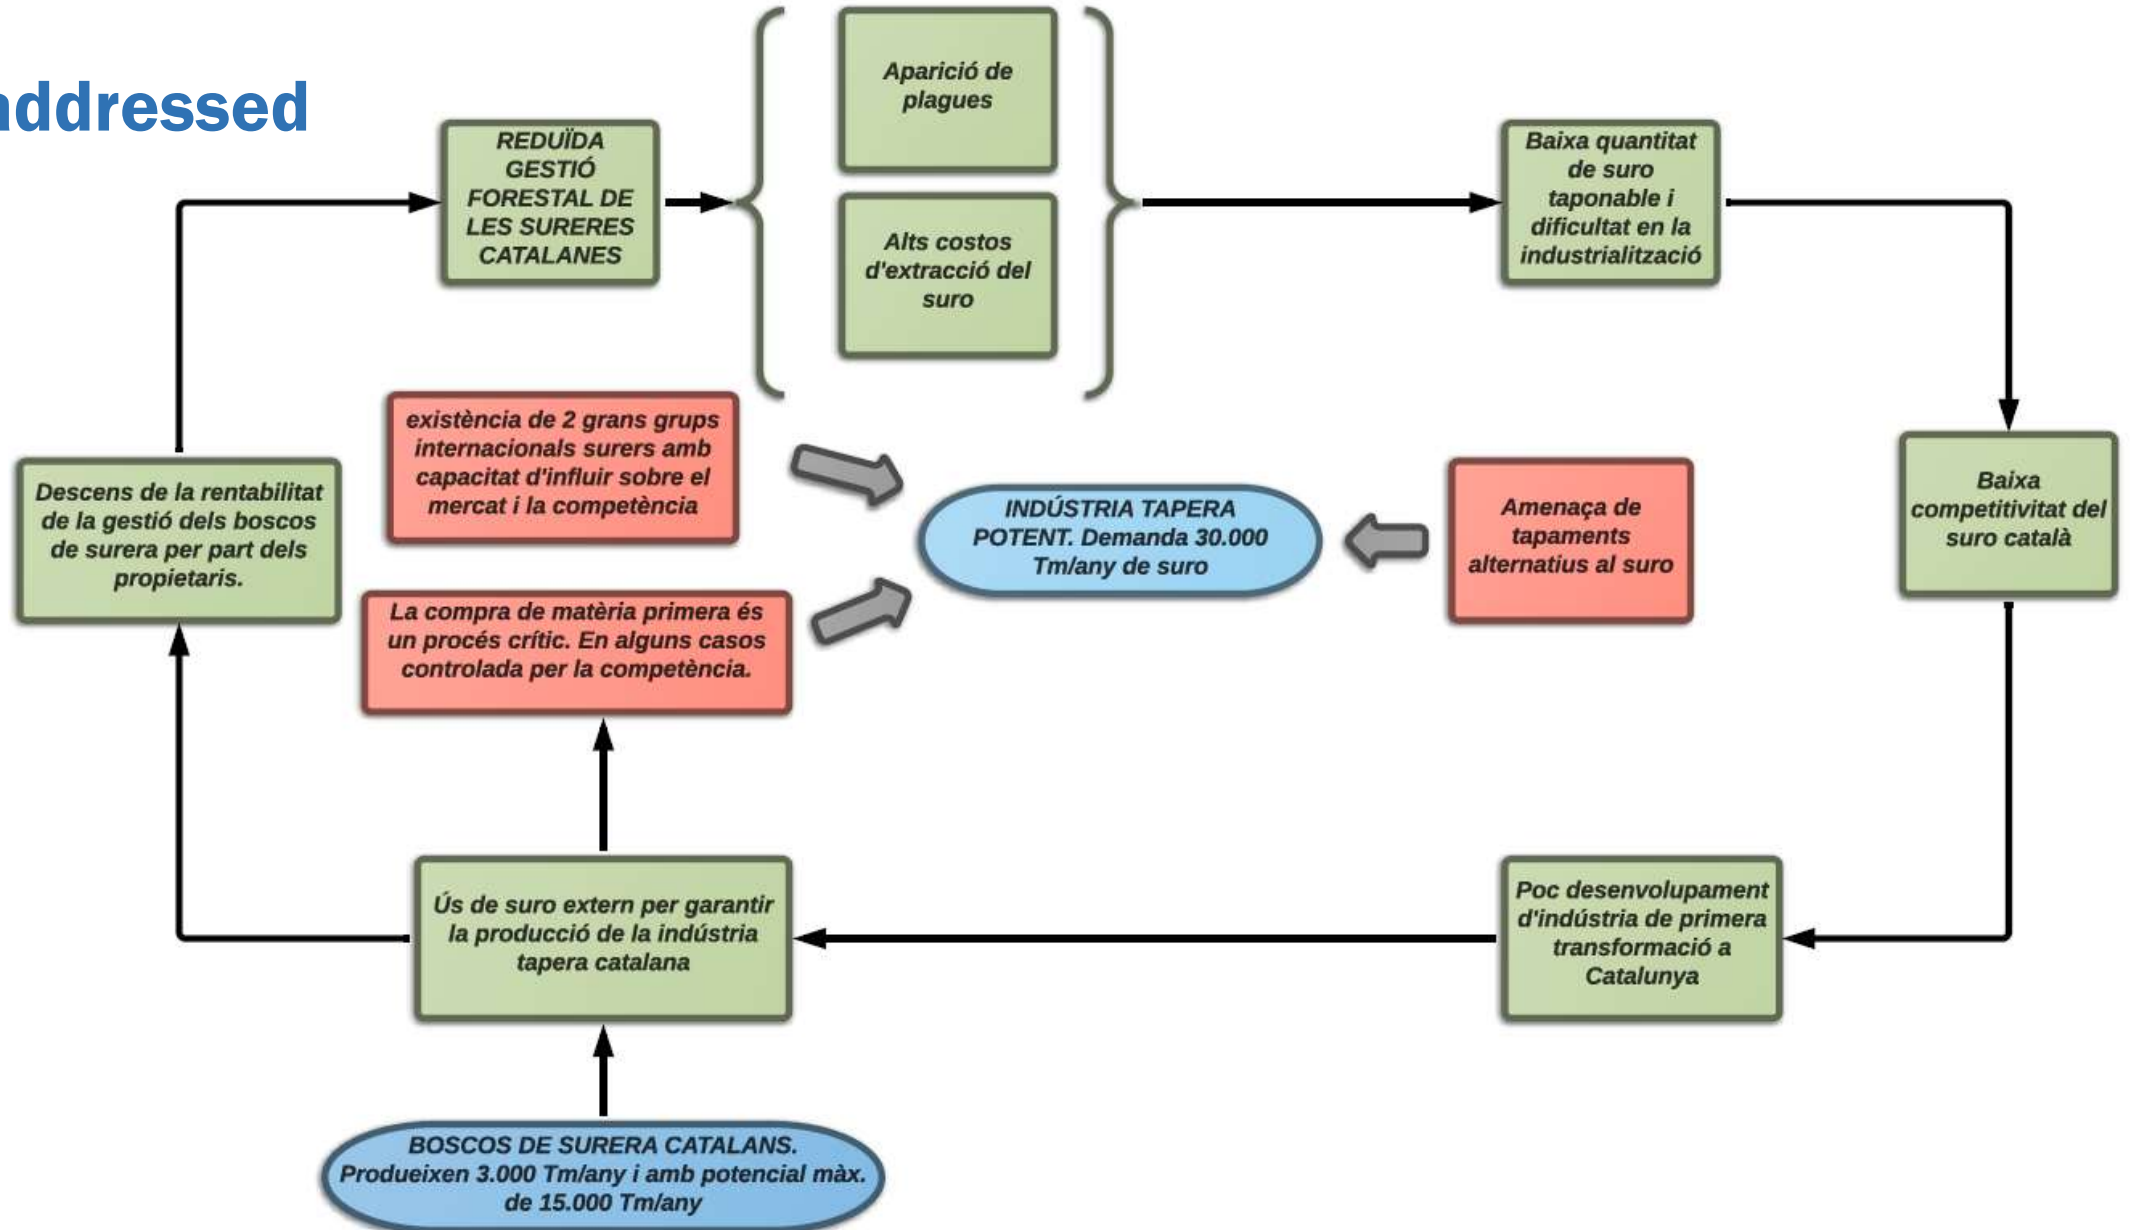 addressed
Aparició de
plagues
REDUÏDA
GESTIÓ
FORESTAL DE
LES SURERES
CATALANES
Baixa quantitat
de suro
taponable i
dificultat en la
industrialització
Alts costos
d'extracció del
suro
existència de 2 grans grups
internacionals surers amb
capacitat d'influir sobre el
mercat i la competència
Descens de la rentabilitat
de la gestió dels boscos
de surera per part dels
propietaris.
INDÚSTRIA TAPERA
POTENT. Demanda 30.000
Tm/any de suro
Amenaça de
tapaments
alternatius al suro
Baixa
competitivitat del
suro català
La compra de matèria primera és
un procés crític. En alguns casos
controlada per la competència.
Ús de suro extern per garantir
la producció de la indústria
tapera catalana
Poc desenvolupament
d'indústria de primera
transformació a
Catalunya
BOSCOS DE SURERA CATALANS.
Produeixen 3.000 Tm/any i amb potencial màx.
de 15.000 Tm/any